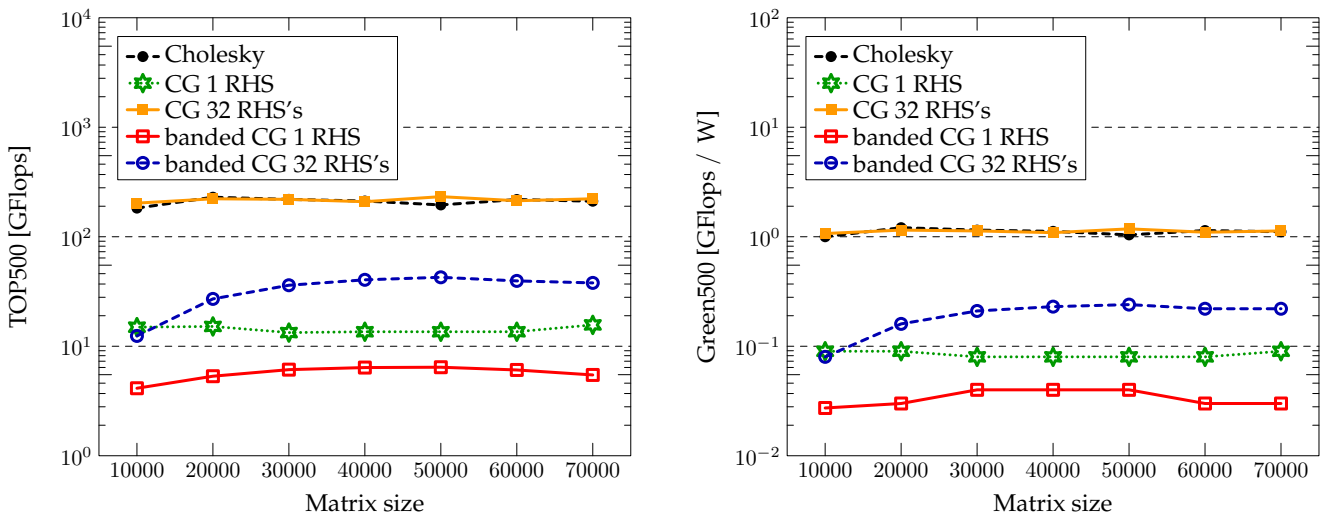 TOP500 [GFlops]
10^4
10^3
10^2
10^1
10^0
Cholesky
CG 1 RHS
CG 32 RHS's
banded CG 1 RHS
banded CG 32 RHS's
10000 20000 30000 40000 50000 60000 70000
Matrix size
Green500 [GFlops / W]
10^2
10^1
10^0
10^−1
10^−2
Cholesky
CG 1 RHS
CG 32 RHS's
banded CG 1 RHS
banded CG 32 RHS's
10000 20000 30000 40000 50000 60000 70000
Matrix size